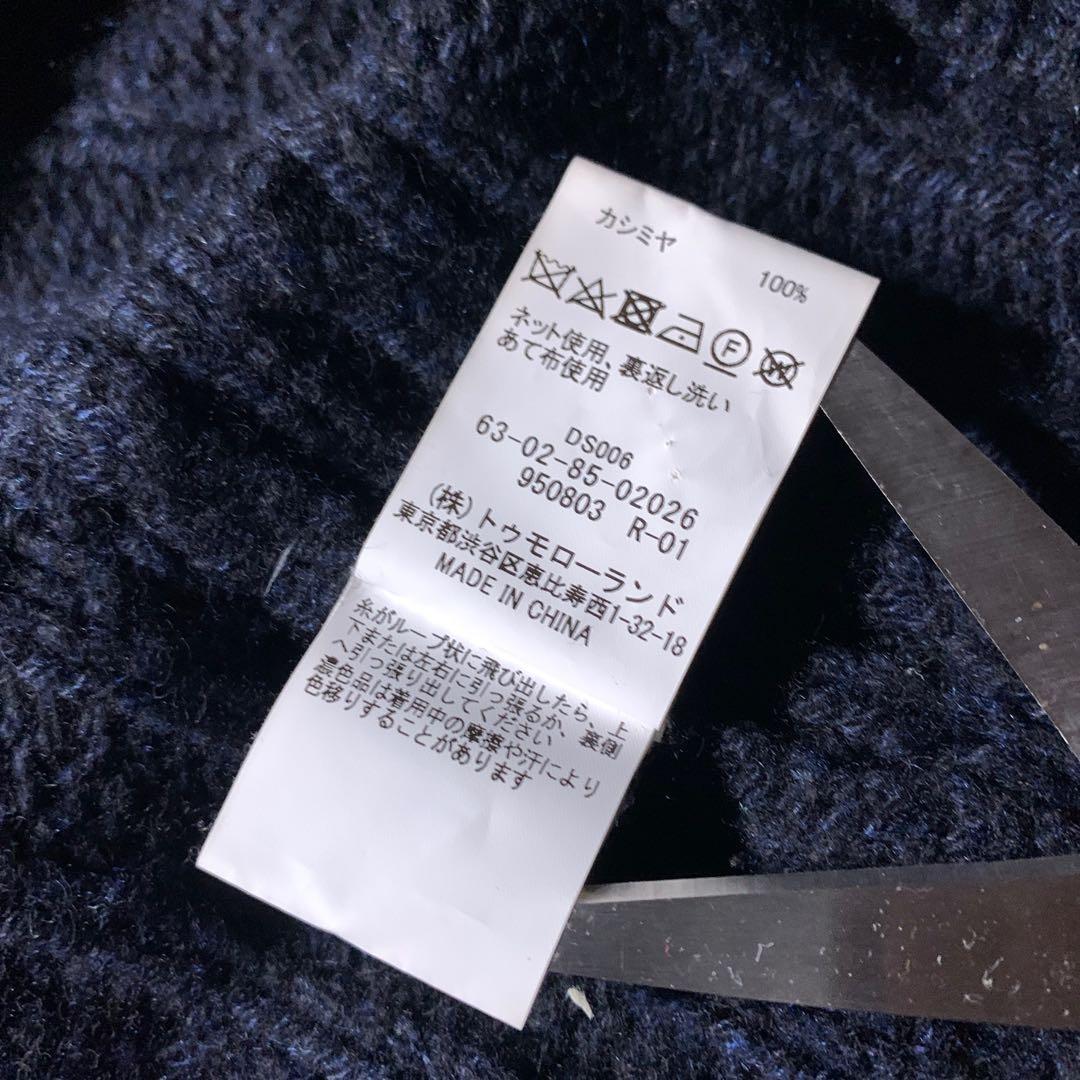 カシミヤ 100%
F W
ネット使用、裏返し洗い
あて布使用
DS006
63-02-85-02026
950803 R-01
(株)トゥモローランド
東京都渋谷区恵比寿西1-32-18
MADE IN CHINA
糸がループ状に飛び出したら、上
下または左右に引っ張るか、裏側
へ引っ張り出してください
濃色品は着用中の摩擦や汗により
色移りすることがあります